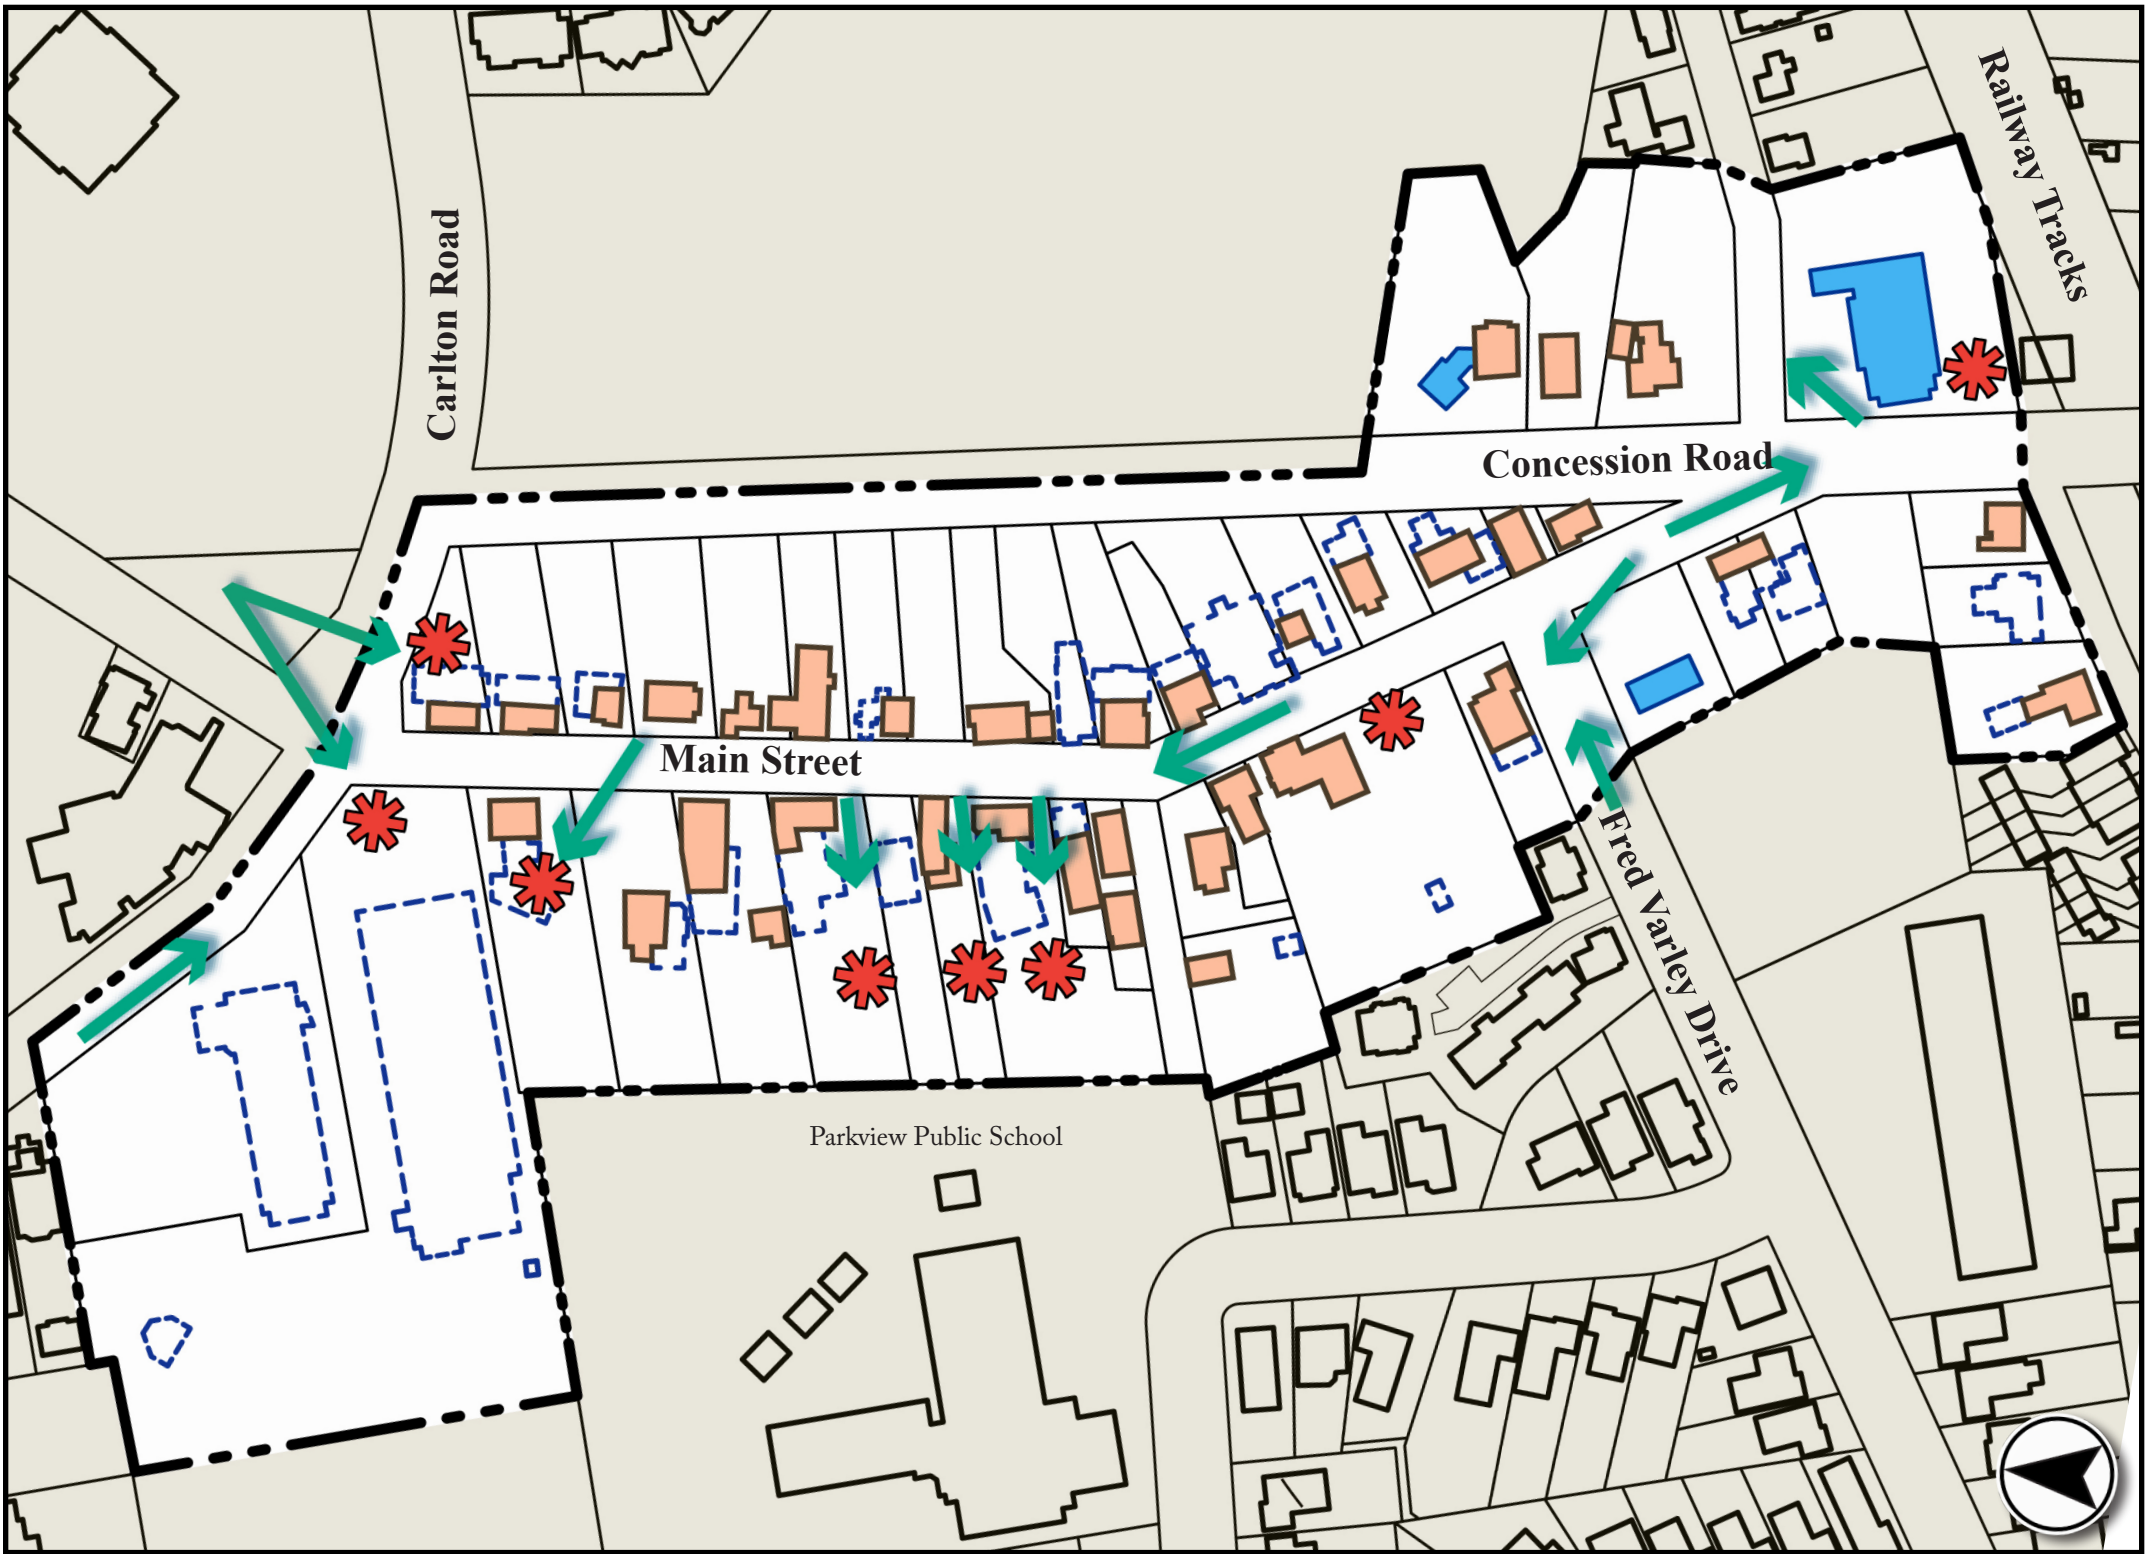 Railway Tracks
Carlton Road
Concession Road
Main Street
Fred Varley Drive
Parkview Public School